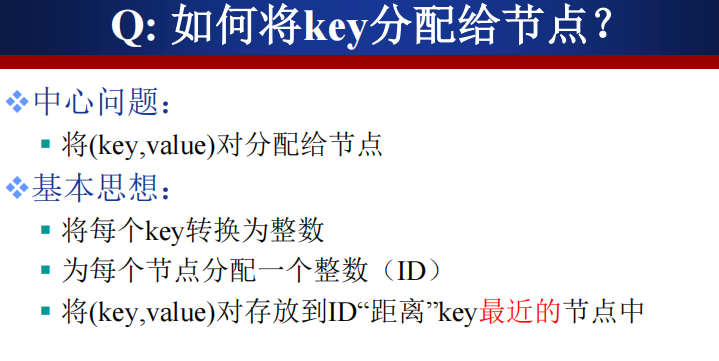 Q: 如何将key分配给节点？
中心问题：
将(key,value)对分配给节点
基本思想：
将每个key转换为整数
为每个节点分配一个整数（ID）
将(key,value)对存放到ID“距离”key最近的节点中